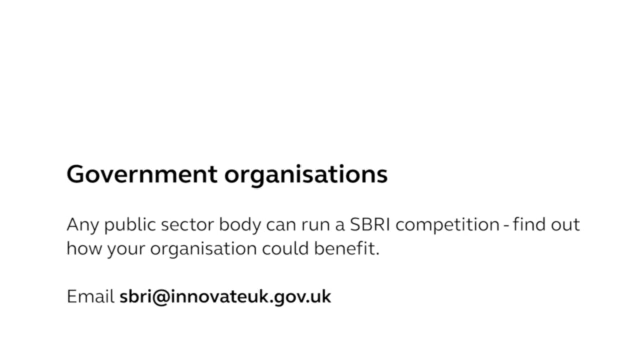 Government organisations
Any public sector body can run a SBRI competition - find out
how your organisation could benefit.
Email sbri@innovateuk.gov.uk